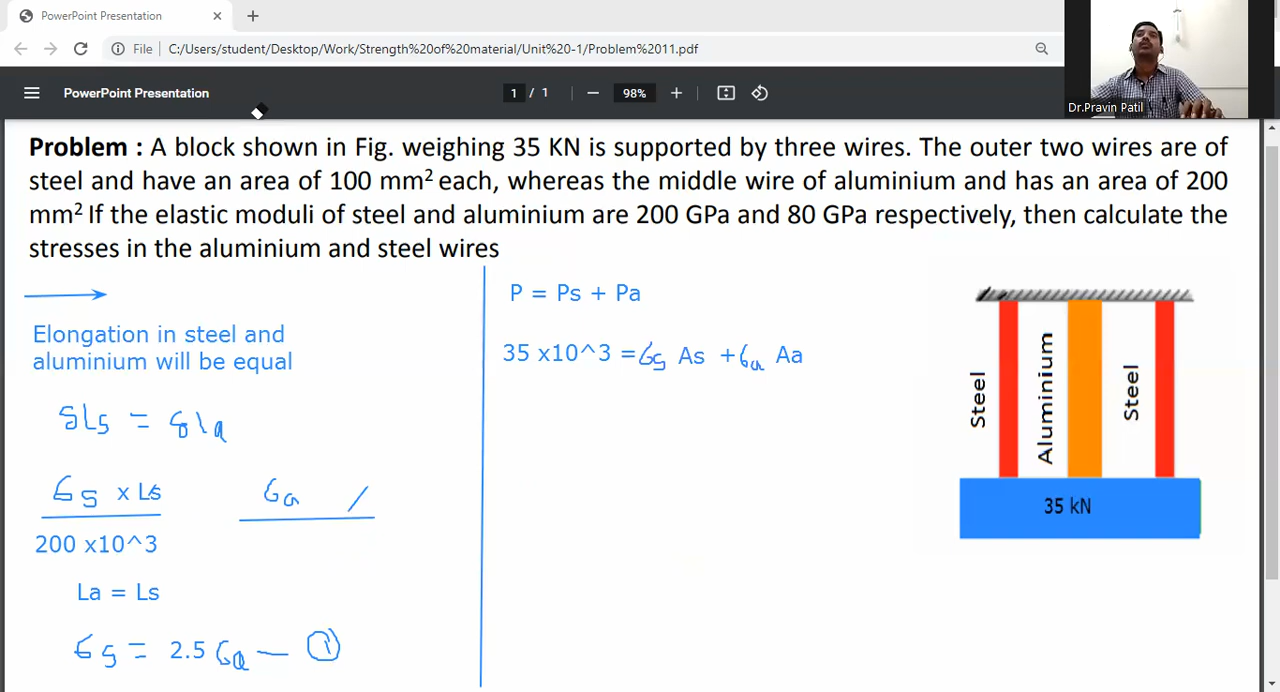 PowerPoint Presentation
File C:/Users/student/Desktop/Work/Strength%20of%20material/Unit%20-1/Problem%2011.pdf
PowerPoint Presentation
1 / 1
98%
Dr.Pravin Patil
Problem : A block shown in Fig. weighing 35 KN is supported by three wires. The outer two wires are of
steel and have an area of 100 mm² each, whereas the middle wire of aluminium and has an area of 200
mm² If the elastic moduli of steel and aluminium are 200 GPa and 80 GPa respectively, then calculate the
stresses in the aluminium and steel wires
Elongation in steel and
aluminium will be equal
δls = δla
σs x Ls
200 x10^3
σa /
La = Ls
σs = 2.5 σa — ①
P = Ps + Pa
35 x10^3 = σs As + σa Aa
Steel
Aluminium
Steel
35 kN